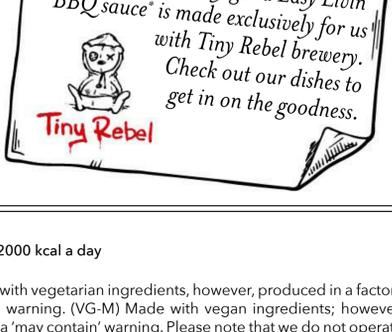 BBQ sauce* is made exclusively for us
with Tiny Rebel brewery.
Check out our dishes to
get in on the goodness.
Tiny Rebel
2000 kcal a day
with vegetarian ingredients, however, produced in a factor
warning. (VG-M) Made with vegan ingredients; howeve
a ‘may contain’ warning. Please note that we do not operat